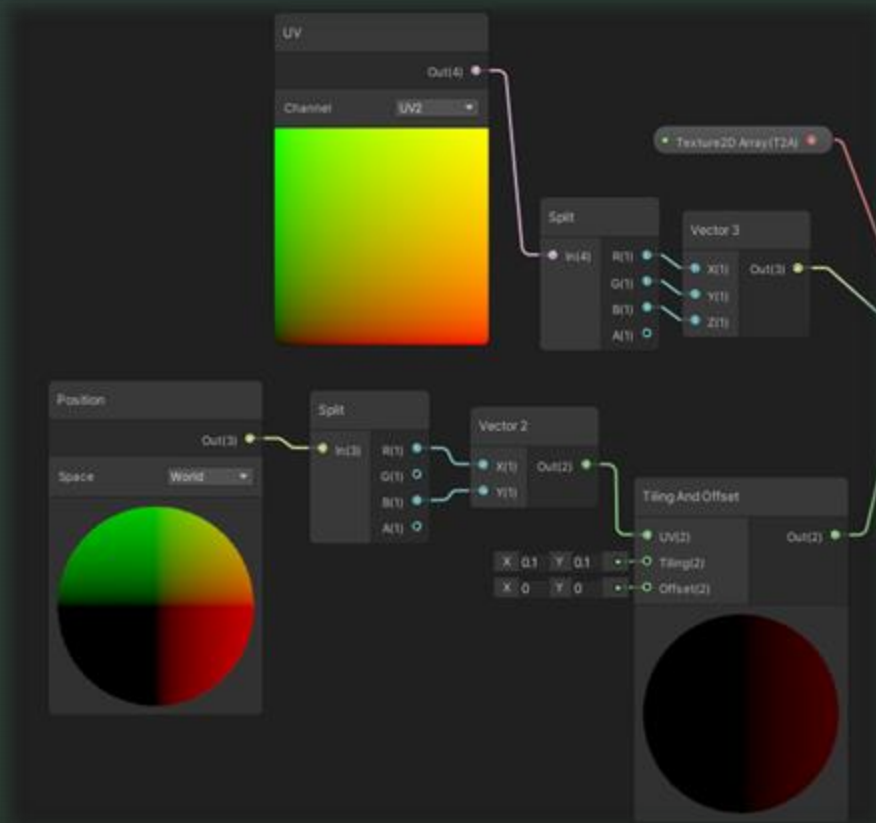 UV
Out(4)
Channel UV2
Texture2D Array(T2A)
Split
In(4) R(1)
G(1)
B(1)
A(1)
Vector 3
X(1) Out(3)
Y(1)
Z(1)
Position
Out(3)
Space World
Split
In(3) R(1)
G(1)
B(1)
A(1)
Vector 2
X(1) Out(2)
Y(1)
Tiling And Offset
UV(2) Out(2)
X 0.1 Y 0.1 Tiling(2)
X 0 Y 0 Offset(2)